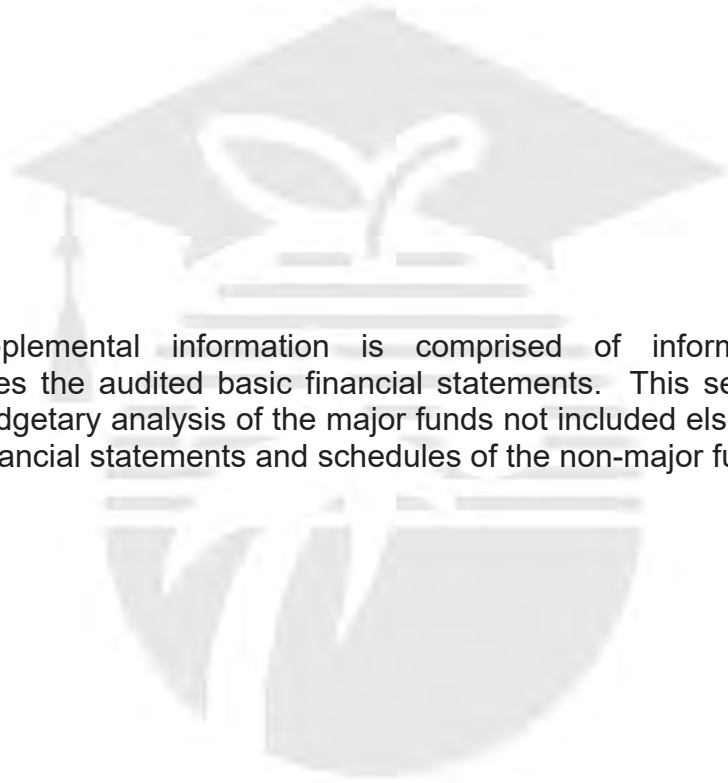 plemental information is comprised of inform
es the audited basic financial statements. This se
dgetary analysis of the major funds not included els
ancial statements and schedules of the non-major fu